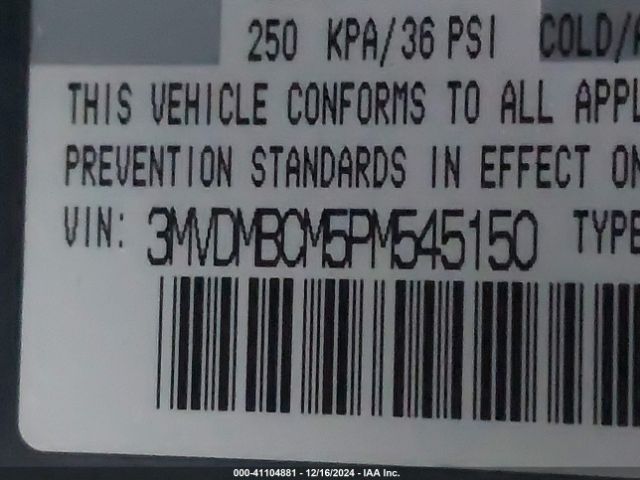 250 KPA/36 PSI COLD/
THIS VEHICLE CONFORMS TO ALL APPL
PREVENTION STANDARDS IN EFFECT ON
VIN: 3MVDMBCM5PM545150 TYPE
000-41104881 - 12/16/2024 - IAA Inc.